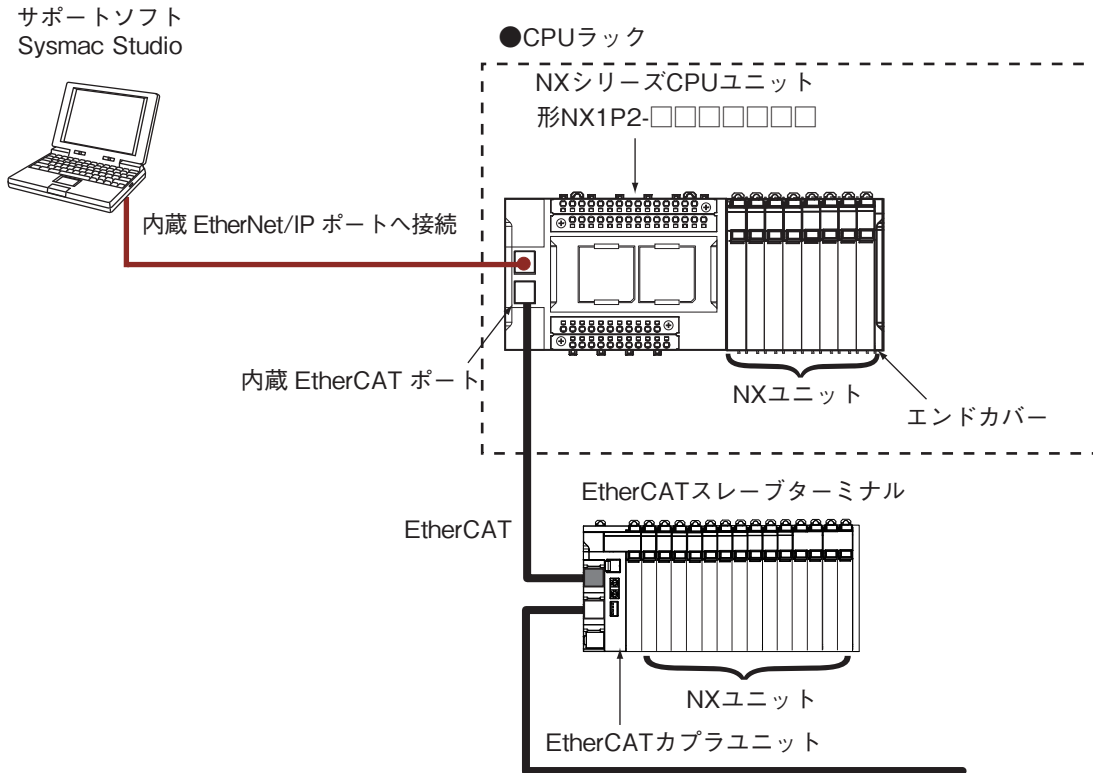 サポートソフト
Sysmac Studio
●CPUラック
NXシリーズCPUユニット
形NX1P2-□□□□□□□
内蔵 EtherNet/IP ポートへ接続
内蔵 EtherCAT ポート
NXユニット
エンドカバー
EtherCATスレーブターミナル
EtherCAT
NXユニット
EtherCATカプラユニット